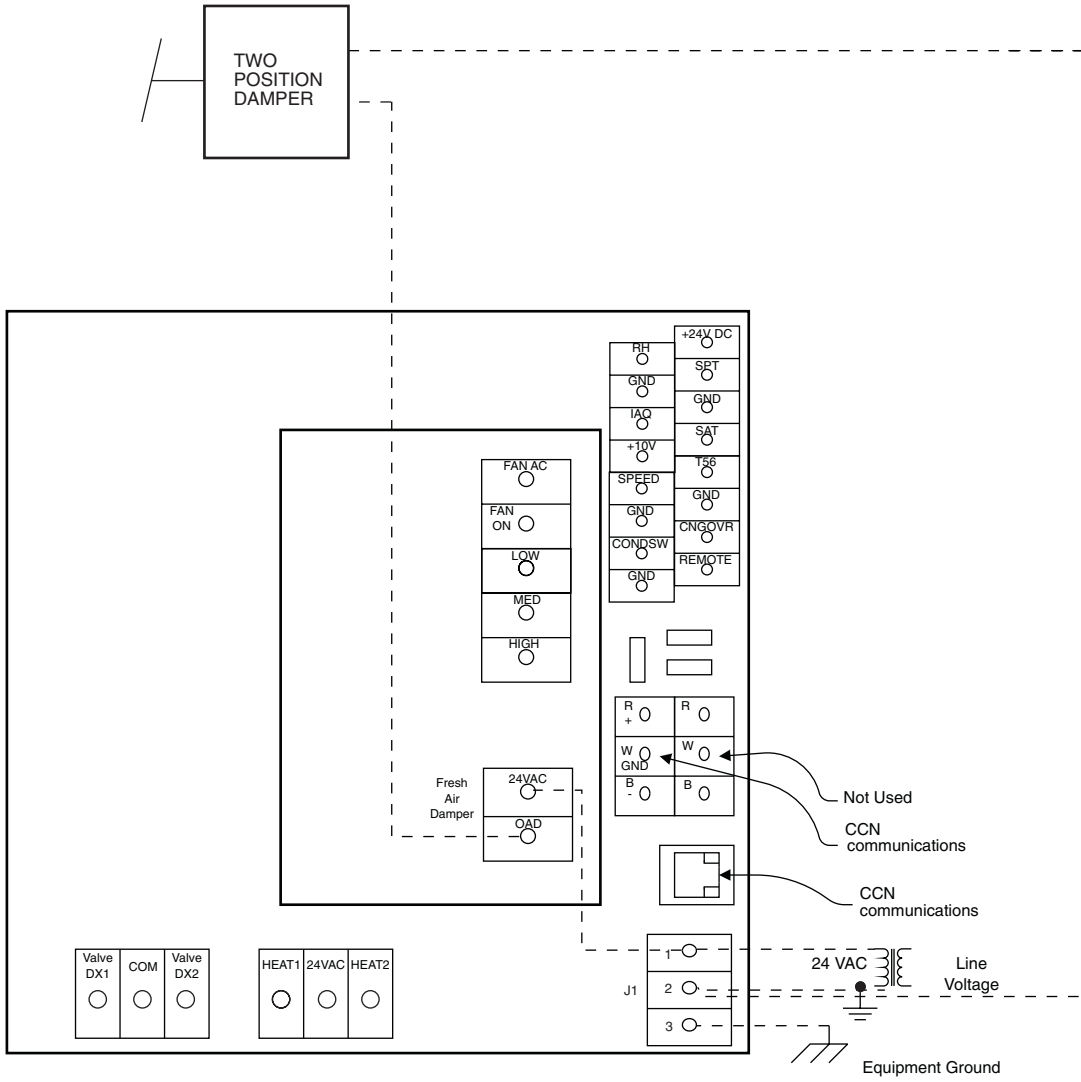 TWO
POSITION
DAMPER
+24V DC
RH
SPT
GND
GND
IAQ
SAT
+10V
T56
SPEED
GND
GND
CNGOVR
CONDSW
REMOTE
GND
FAN AC
FAN
ON
LOW
MED
HIGH
R
+
R
W
GND
W
B
-
B
Not Used
CCN
communications
CCN
communications
Fresh
Air
Damper
24VAC
OAD
Valve
DX1
COM
Valve
DX2
HEAT1
24VAC
HEAT2
J1
1
2
3
24 VAC
Line
Voltage
Equipment Ground